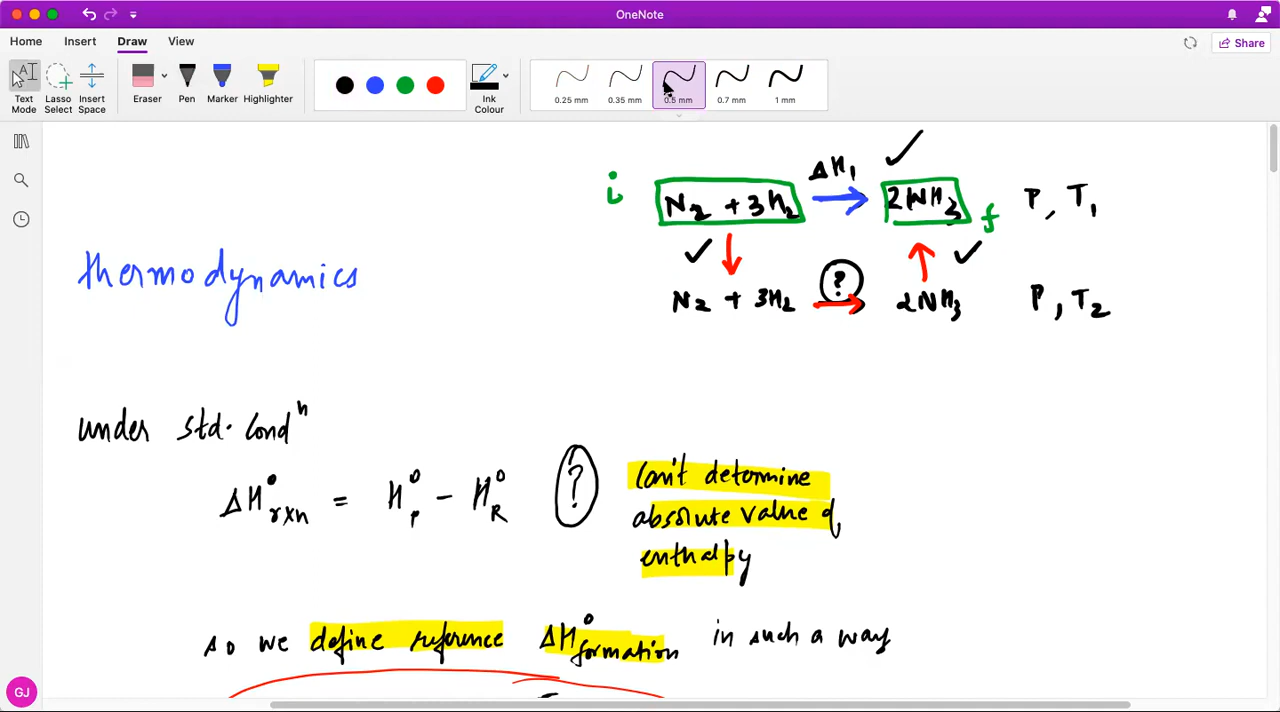 OneNote
Home Insert Draw View
Share
Text Mode
Lasso Select
Insert Space
Eraser
Pen
Marker
Highlighter
Ink Colour
0.25 mm
0.35 mm
0.5 mm
0.7 mm
1 mm
ΔH₁ ✓
i N₂ + 3H₂ → 2NH₃ f P, T₁
✓ ↓ ? ↑ ✓
N₂ + 3H₂ → 2NH₃ P, T₂
thermodynamics
under std. Condⁿ
ΔH°rxn = H°P - H°R ?
Can't determine
absolute value of
enthalpy
so we define reference ΔH°formation in such a way
GJ